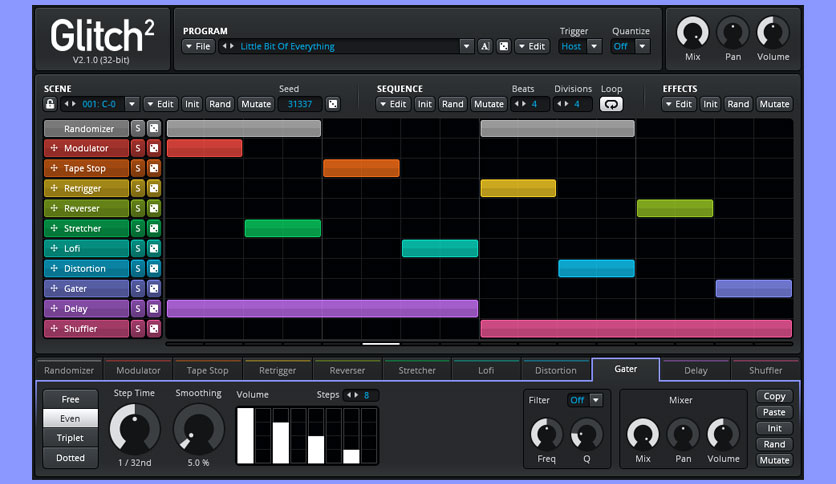 Glitch2
V2.1.0 (32-bit)
PROGRAM
File
Little Bit Of Everything
A
Edit
Trigger
Host
Quantize
Off
Mix
Pan
Volume
SCENE
001: C-0
Edit
Init
Rand
Mutate
Seed
31337
SEQUENCE
Edit
Init
Rand
Mutate
Beats
4
Divisions
4
Loop
EFFECTS
Edit
Init
Rand
Mutate
Randomizer S
Modulator S
Tape Stop S
Retrigger S
Reverser S
Stretcher S
Lofi S
Distortion S
Gater S
Delay S
Shuffler S
Randomizer
Modulator
Tape Stop
Retrigger
Reverser
Stretcher
Lofi
Distortion
Gater
Delay
Shuffler
Free
Even
Triplet
Dotted
Step Time
1 / 32nd
Smoothing
5.0 %
Volume
Steps 8
Filter
Off
Freq
Q
Mixer
Mix
Pan
Volume
Copy
Paste
Init
Rand
Mutate